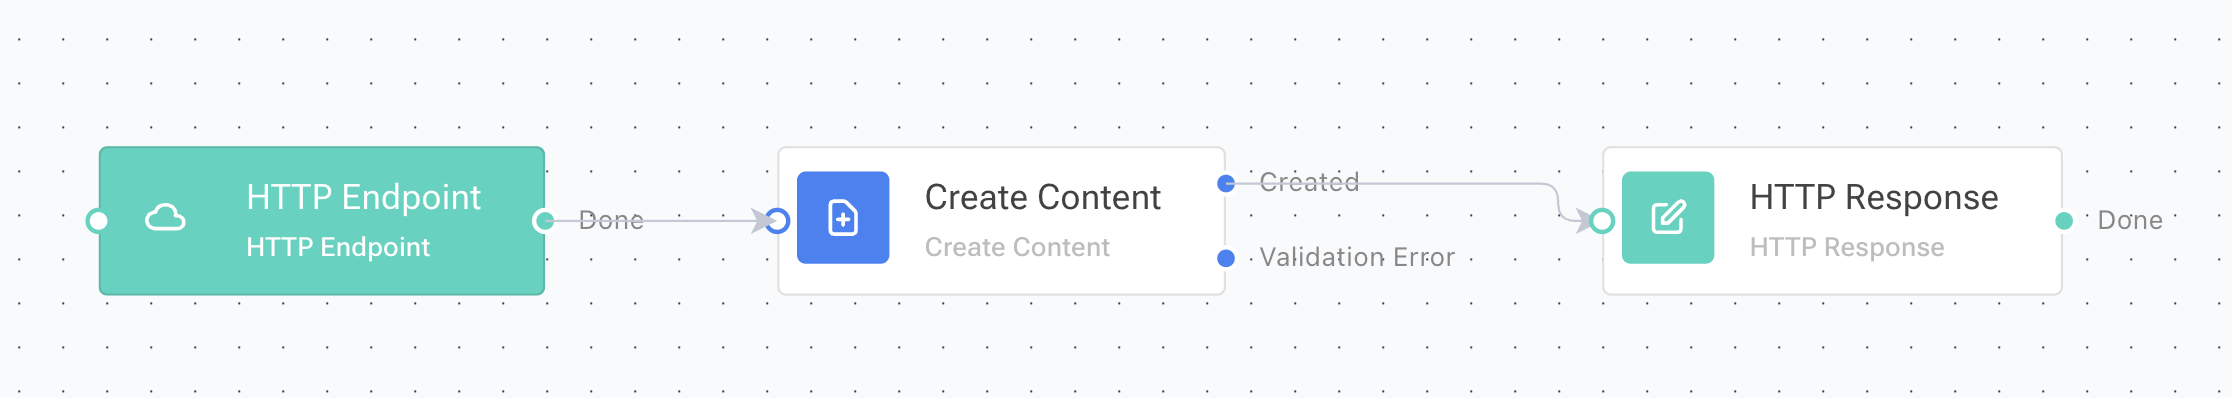 HTTP Endpoint
HTTP Endpoint
Done
Create Content
Create Content
Created
Validation Error
HTTP Response
HTTP Response
Done